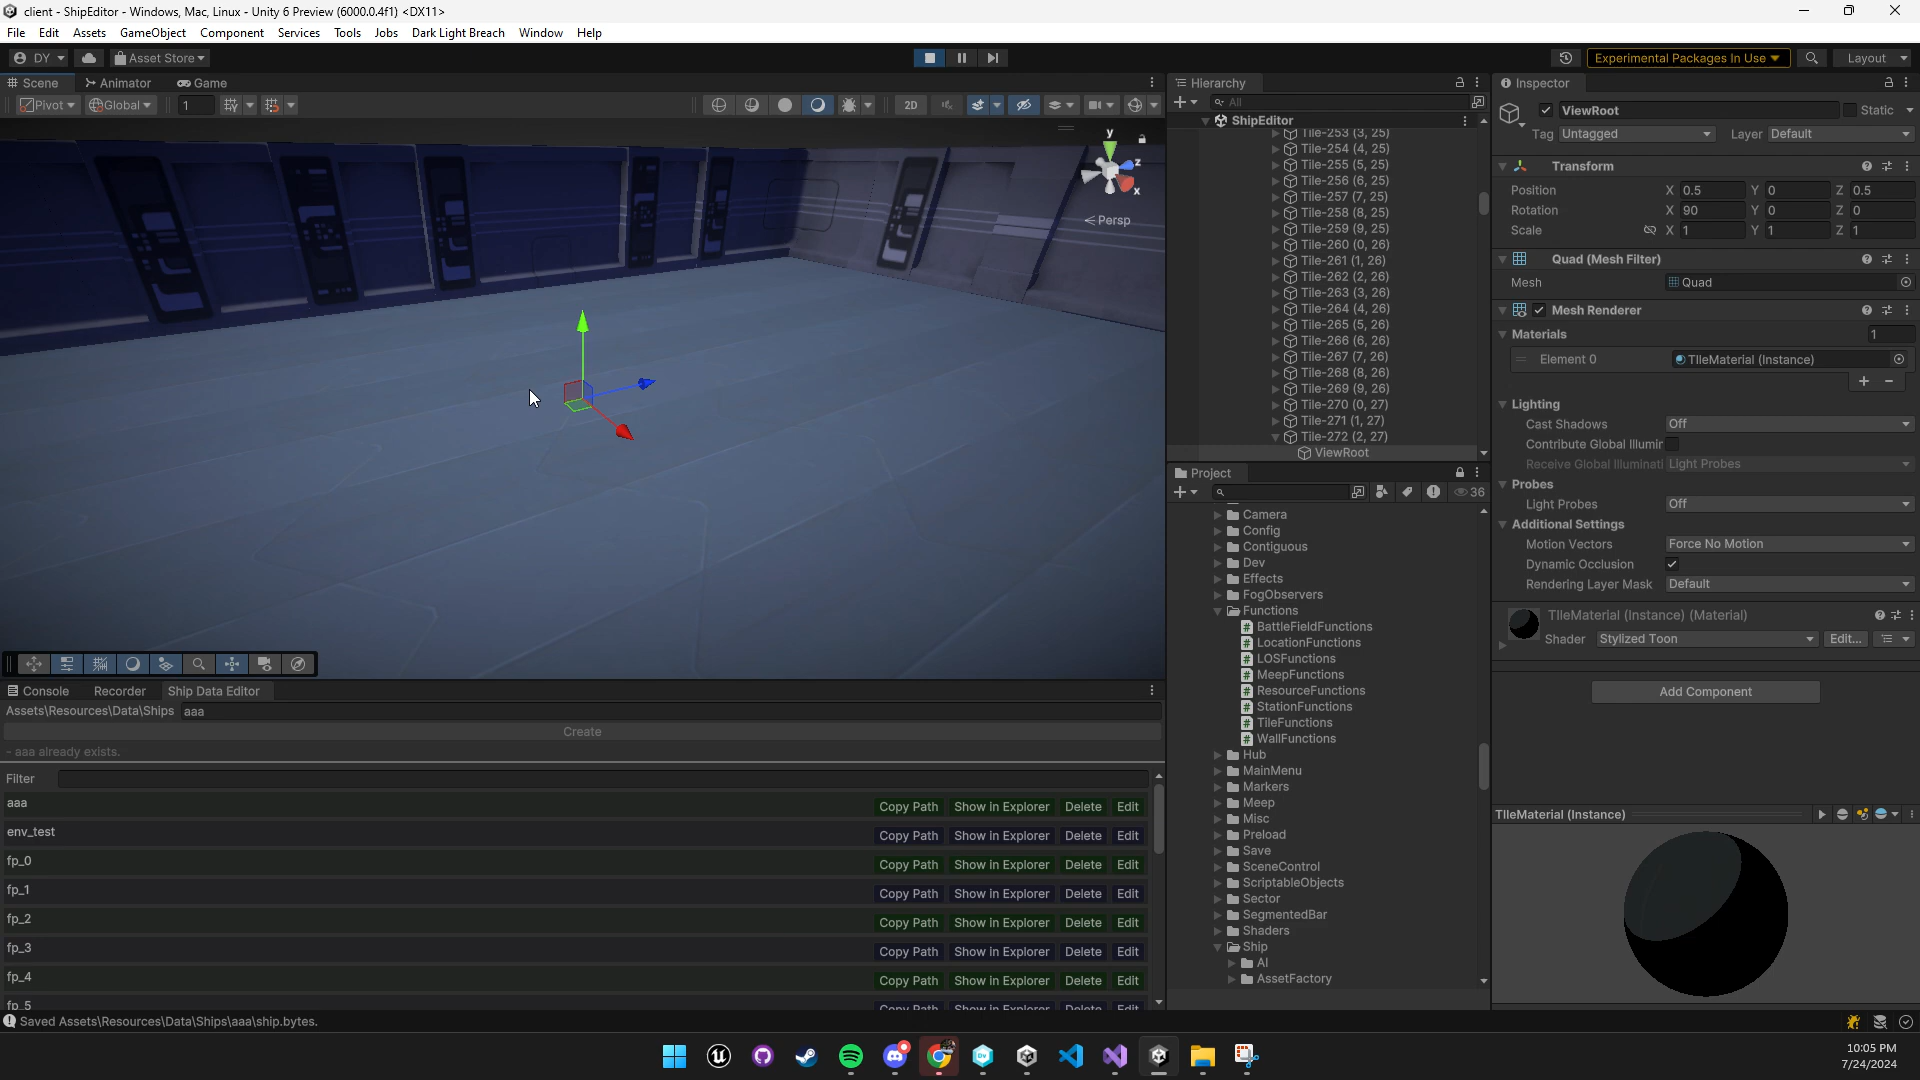 client - ShipEditor - Windows, Mac, Linux - Unity 6 Preview (6000.0.4f1) <DX11>
File Edit Assets GameObject Component Services Tools Jobs Dark Light Breach Window Help
DY Asset Store Experimental Packages In Use Layout
Scene Animator Game
Pivot Global 1 2D
y
z
x
Persp
Console Recorder Ship Data Editor
Assets\Resources\Data\Ships aaa
Create
- aaa already exists.
Filter
aaa Copy Path Show in Explorer Delete Edit
env_test Copy Path Show in Explorer Delete Edit
fp_0 Copy Path Show in Explorer Delete Edit
fp_1 Copy Path Show in Explorer Delete Edit
fp_2 Copy Path Show in Explorer Delete Edit
fp_3 Copy Path Show in Explorer Delete Edit
fp_4 Copy Path Show in Explorer Delete Edit
fp_5 Copy Path Show in Explorer Delete Edit
Saved Assets\Resources\Data\Ships\aaa\ship.bytes.
Hierarchy
All
ShipEditor
Tile-253 (3, 25)
Tile-254 (4, 25)
Tile-255 (5, 25)
Tile-256 (6, 25)
Tile-257 (7, 25)
Tile-258 (8, 25)
Tile-259 (9, 25)
Tile-260 (0, 26)
Tile-261 (1, 26)
Tile-262 (2, 26)
Tile-263 (3, 26)
Tile-264 (4, 26)
Tile-265 (5, 26)
Tile-266 (6, 26)
Tile-267 (7, 26)
Tile-268 (8, 26)
Tile-269 (9, 26)
Tile-270 (0, 27)
Tile-271 (1, 27)
Tile-272 (2, 27)
ViewRoot
Project
36
Camera
Config
Contiguous
Dev
Effects
FogObservers
Functions
BattleFieldFunctions
LocationFunctions
LOSFunctions
MeepFunctions
ResourceFunctions
StationFunctions
TileFunctions
WallFunctions
Hub
MainMenu
Markers
Meep
Misc
Preload
Save
SceneControl
ScriptableObjects
Sector
SegmentedBar
Shaders
Ship
AI
AssetFactory
Inspector
ViewRoot Static
Tag Untagged Layer Default
Transform
Position X 0.5 Y 0 Z 0.5
Rotation X 90 Y 0 Z 0
Scale X 1 Y 1 Z 1
Quad (Mesh Filter)
Mesh Quad
Mesh Renderer
Materials 1
Element 0 TIleMaterial (Instance)
Lighting
Cast Shadows Off
Contribute Global Illumir
Receive Global Illuminati Light Probes
Probes
Light Probes Off
Additional Settings
Motion Vectors Force No Motion
Dynamic Occlusion
Rendering Layer Mask Default
TIleMaterial (Instance) (Material)
Shader Stylized Toon Edit...
Add Component
TIleMaterial (Instance)
10:05 PM
7/24/2024